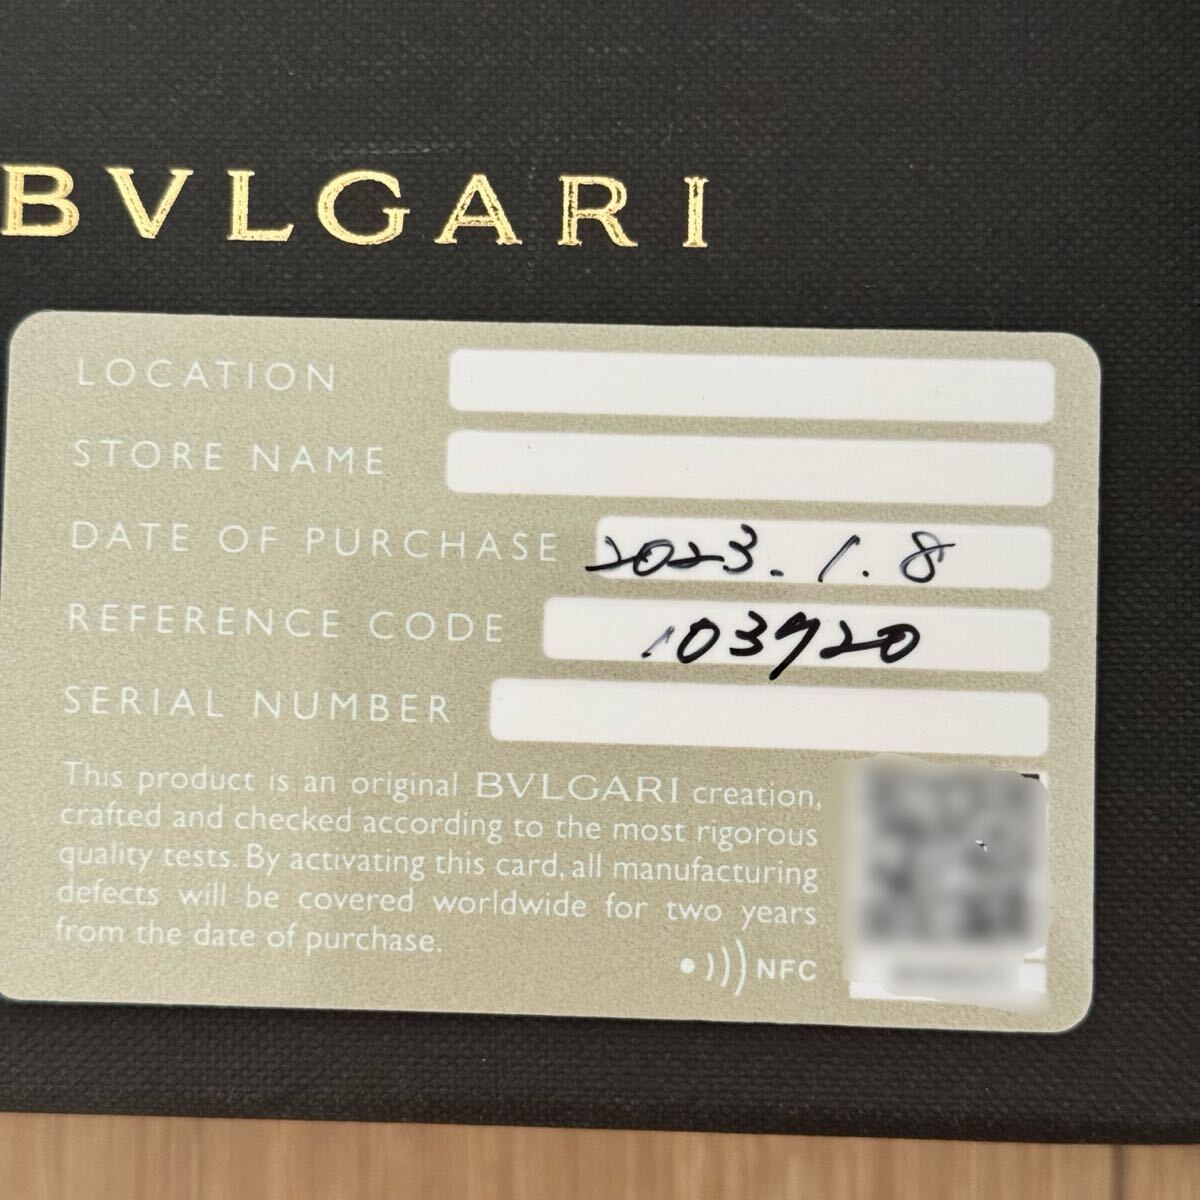 BVLGARI
LOCATION
STORE NAME
DATE OF PURCHASE 2023.1.8
REFERENCE CODE 103720
SERIAL NUMBER
This product is an original BVLGARI creation,
crafted and checked according to the most rigorous
quality tests. By activating this card, all manufacturing
defects will be covered worldwide for two years
from the date of purchase.
NFC